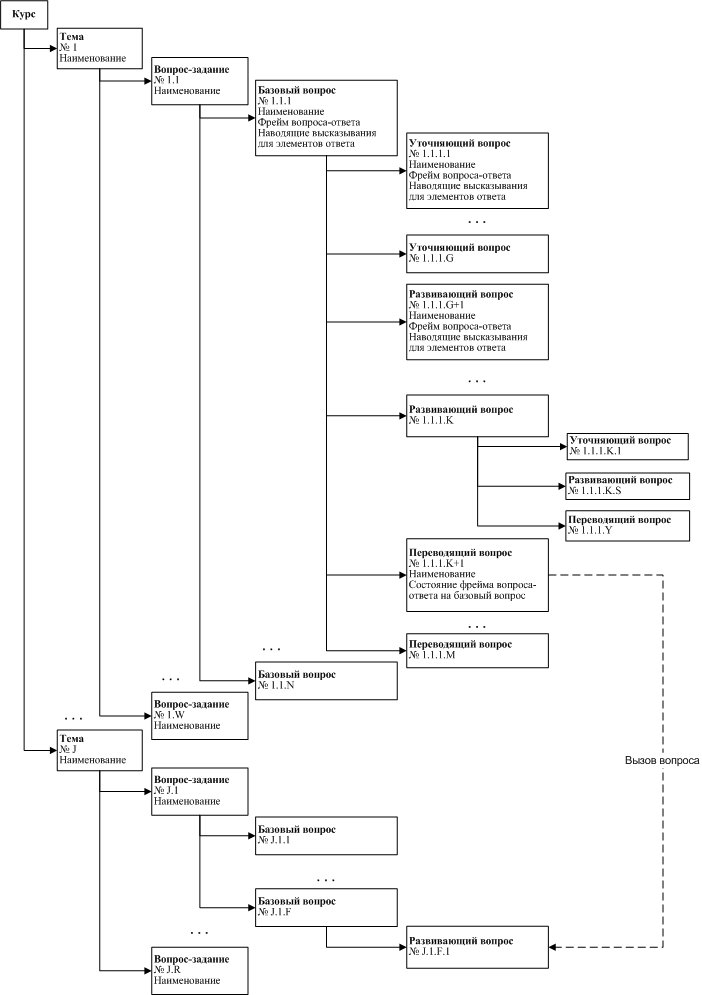 Курс
Тема
№ 1
Наименование
Вопрос-задание
№ 1.1
Наименование
Базовый вопрос
№ 1.1.1
Наименование
Фрейм вопроса-ответа
Наводящие высказывания
для элементов ответа
Уточняющий вопрос
№ 1.1.1.1
Наименование
Фрейм вопроса-ответа
Наводящие высказывания
для элементов ответа
. . .
Уточняющий вопрос
№ 1.1.1.G
Развивающий вопрос
№ 1.1.1.G+1
Наименование
Фрейм вопроса-ответа
Наводящие высказывания
для элементов ответа
. . .
Развивающий вопрос
№ 1.1.1.K
Уточняющий вопрос
№ 1.1.1.K.1
Развивающий вопрос
№ 1.1.1.K.S
Переводящий вопрос
№ 1.1.1.Y
Переводящий вопрос
№ 1.1.1.K+1
Наименование
Состояние фрейма вопроса-
ответа на базовый вопрос
. . .
Переводящий вопрос
№ 1.1.1.M
. . .
Базовый вопрос
№ 1.1.N
. . .
Вопрос-задание
№ 1.W
Наименование
. . .
Тема
№ J
Наименование
Вызов вопроса
Вопрос-задание
№ J.1
Наименование
Базовый вопрос
№ J.1.1
. . .
Базовый вопрос
№ J.1.F
Развивающий вопрос
№ J.1.F.1
. . .
Вопрос-задание
№ J.R
Наименование